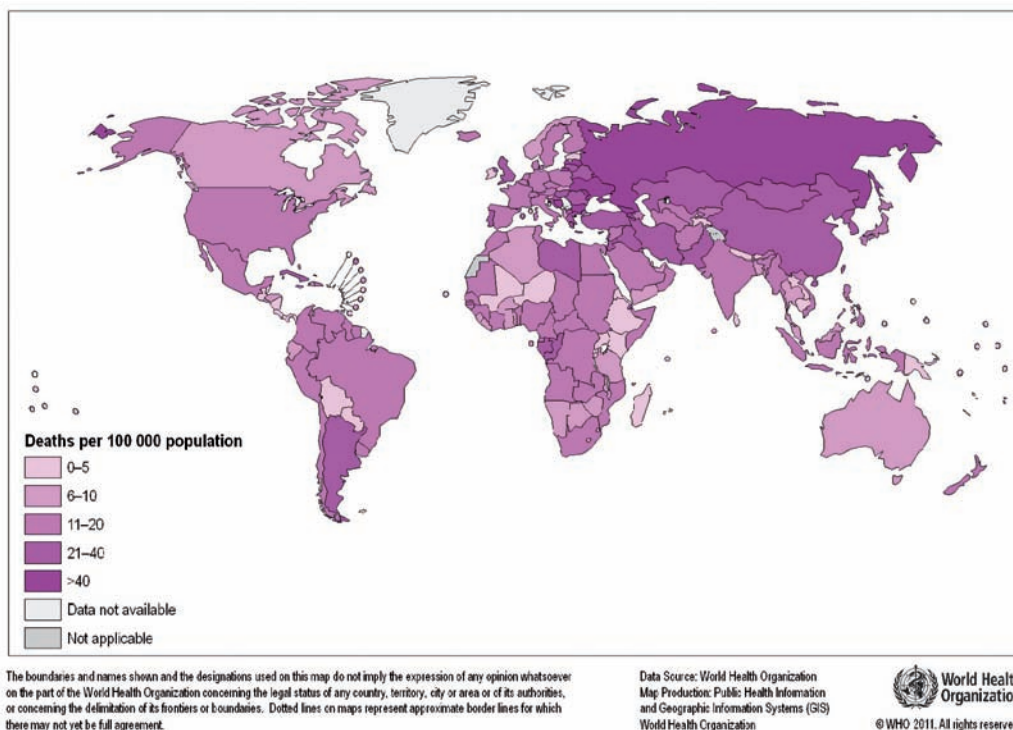 Deaths per 100 000 population
0–5
6–10
11–20
21–40
>40
Data not available
Not applicable
The boundaries and names shown and the designations used on this map do not imply the expression of any opinion whatsoever
on the part of the World Health Organization concerning the legal status of any country, territory, city or area or of its authorities,
or concerning the delimitation of its frontiers or boundaries. Dotted lines on maps represent approximate border lines for which
there may not yet be full agreement.
Data Source: World Health Organization
Map Production: Public Health Information
and Geographic Information Systems (GIS)
World Health Organization
World Health
Organizatio
© WHO 2011. All rights reserve